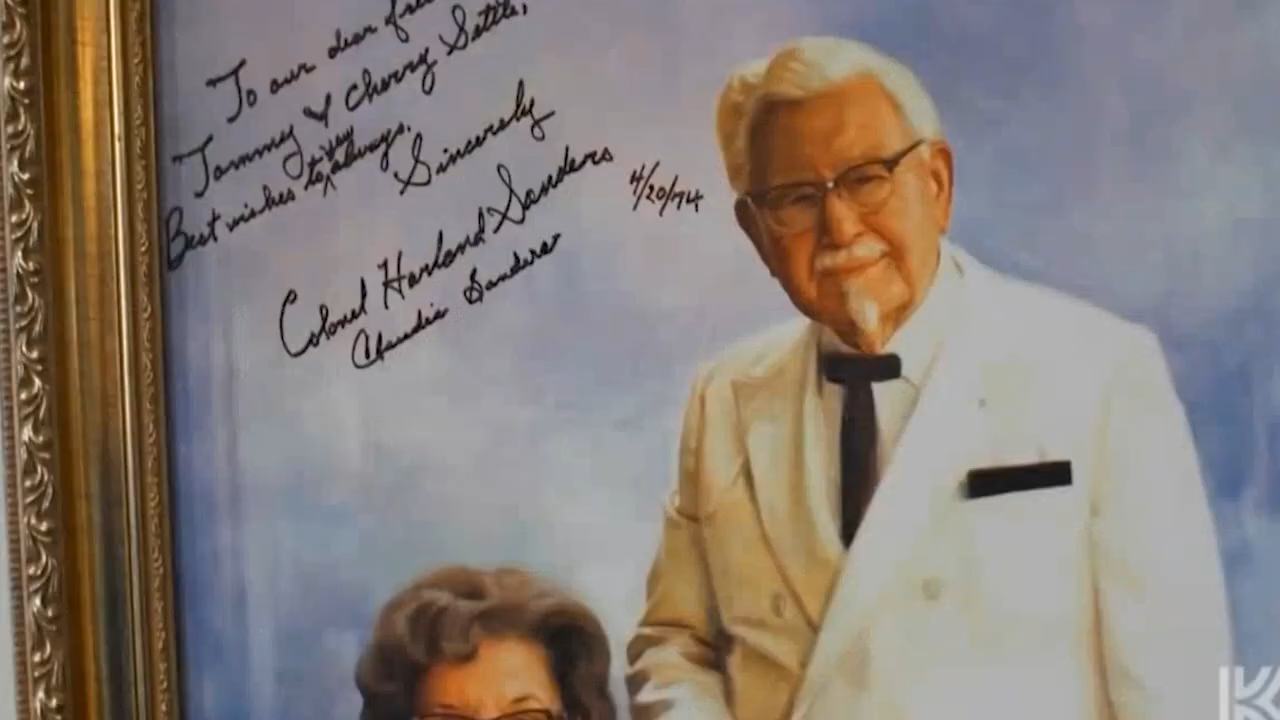 To our dear
Tommy & Cherry Settle,
Best wishes to enjoy always.
Sincerely
Colonel Harland Sanders
4/20/74
Claudia Sanders